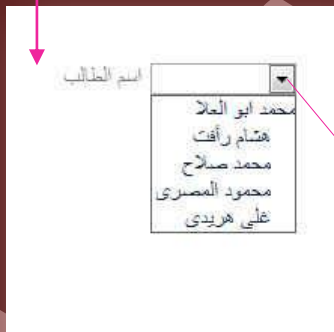 اسم الطالب
محمد ابو العلا
هشام رأفت
محمد صلاح
محمود المصرى
على هريدى